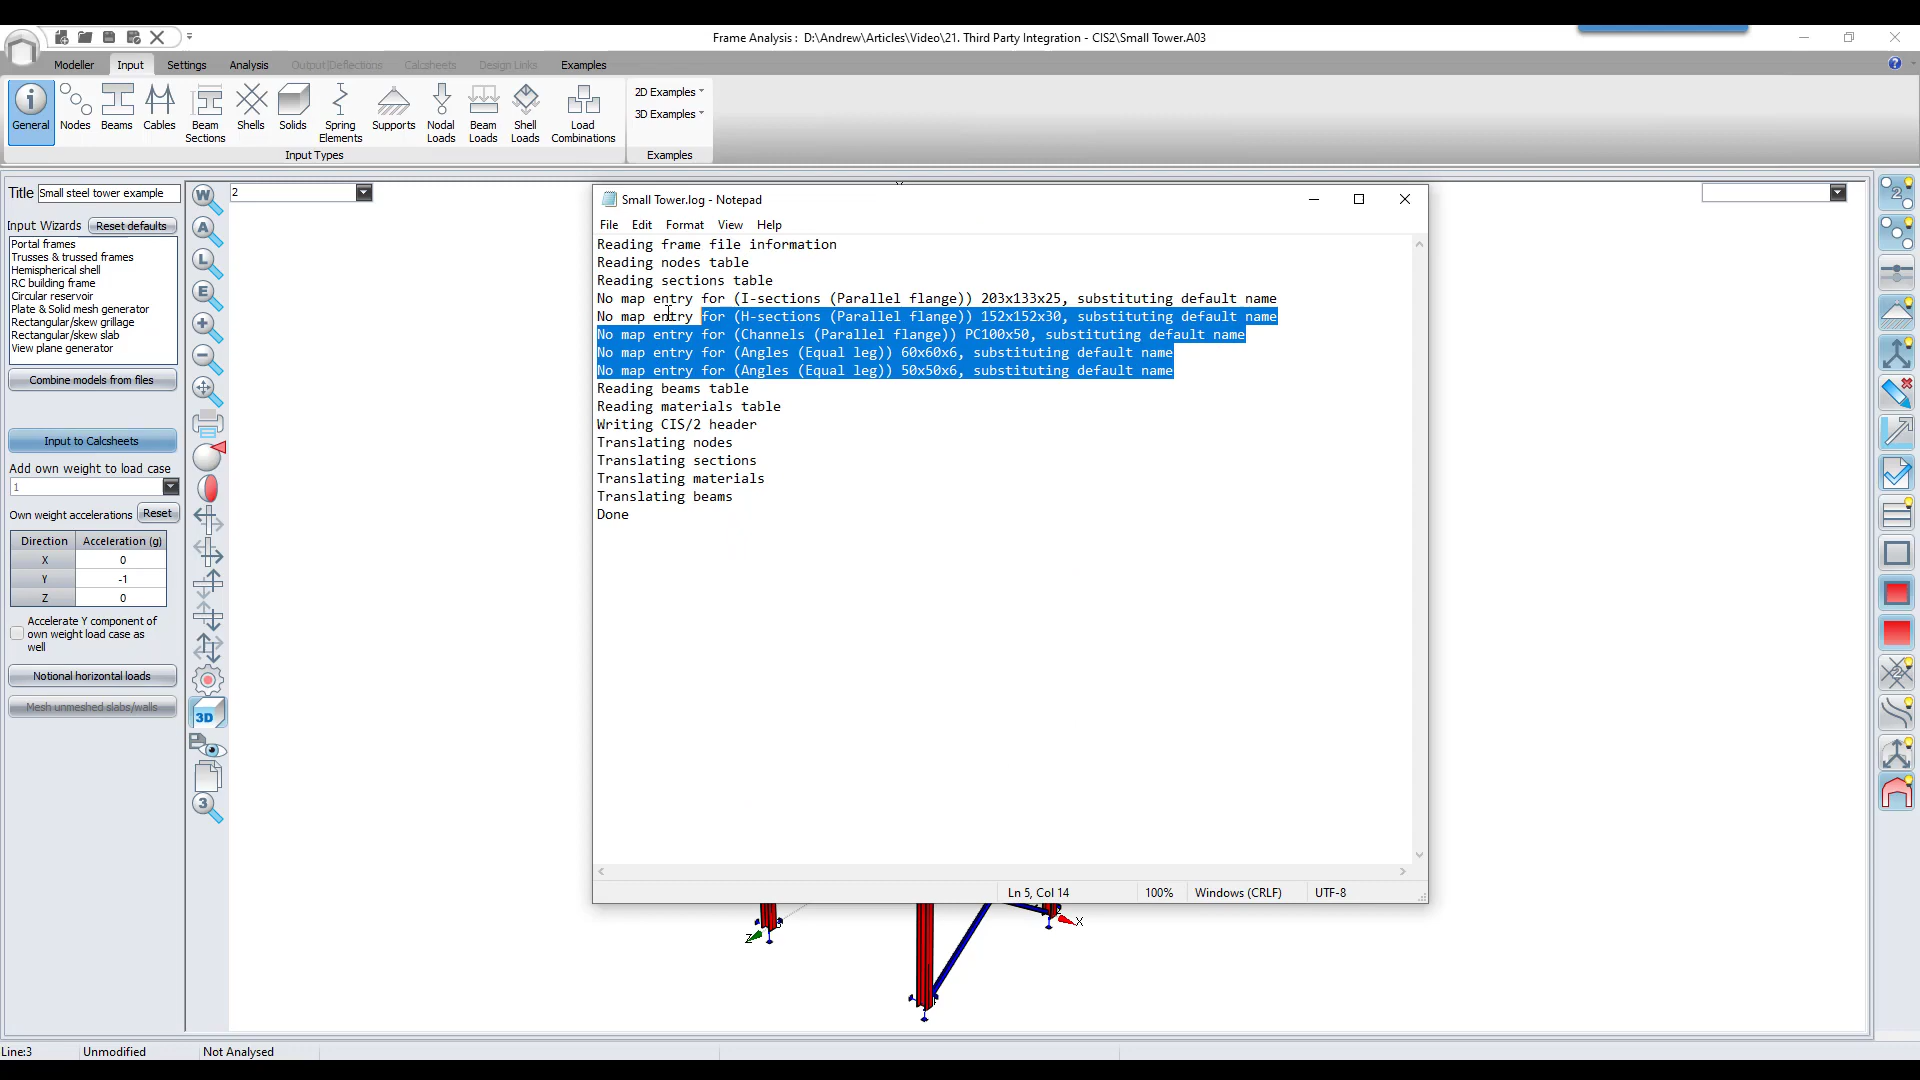 Frame Analysis : D:\Andrew\Articles\Video\21. Third Party Integration - CIS2\Small Tower.A03
Modeller Input Settings Analysis Output|Deflections Calcsheets Design Links Examples
General Nodes Beams Cables Beam Sections Shells Solids Spring Elements Supports Nodal Loads Beam Loads Shell Loads Load Combinations
2D Examples
3D Examples
Input Types Examples
Title Small steel tower example
2
Input Wizards Reset defaults
Portal frames
Trusses & trussed frames
Hemispherical shell
RC building frame
Circular reservoir
Plate & Solid mesh generator
Rectangular/skew grillage
Rectangular/skew slab
View plane generator
Combine models from files
Input to Calcsheets
Add own weight to load case
1
Own weight accelerations Reset
Direction Acceleration (g)
X 0
Y -1
Z 0
Accelerate Y component of
own weight load case as
well
Notional horizontal loads
Mesh unmeshed slabs/walls
W
A
L
E
3D
3
Small Tower.log - Notepad
File Edit Format View Help
Reading frame file information
Reading nodes table
Reading sections table
No map entry for (I-sections (Parallel flange)) 203x133x25, substituting default name
No map entry for (H-sections (Parallel flange)) 152x152x30, substituting default name
No map entry for (Channels (Parallel flange)) PC100x50, substituting default name
No map entry for (Angles (Equal leg)) 60x60x6, substituting default name
No map entry for (Angles (Equal leg)) 50x50x6, substituting default name
Reading beams table
Reading materials table
Writing CIS/2 header
Translating nodes
Translating sections
Translating materials
Translating beams
Done
Ln 5, Col 14 100% Windows (CRLF) UTF-8
Z
X
2
2
Line:3 Unmodified Not Analysed